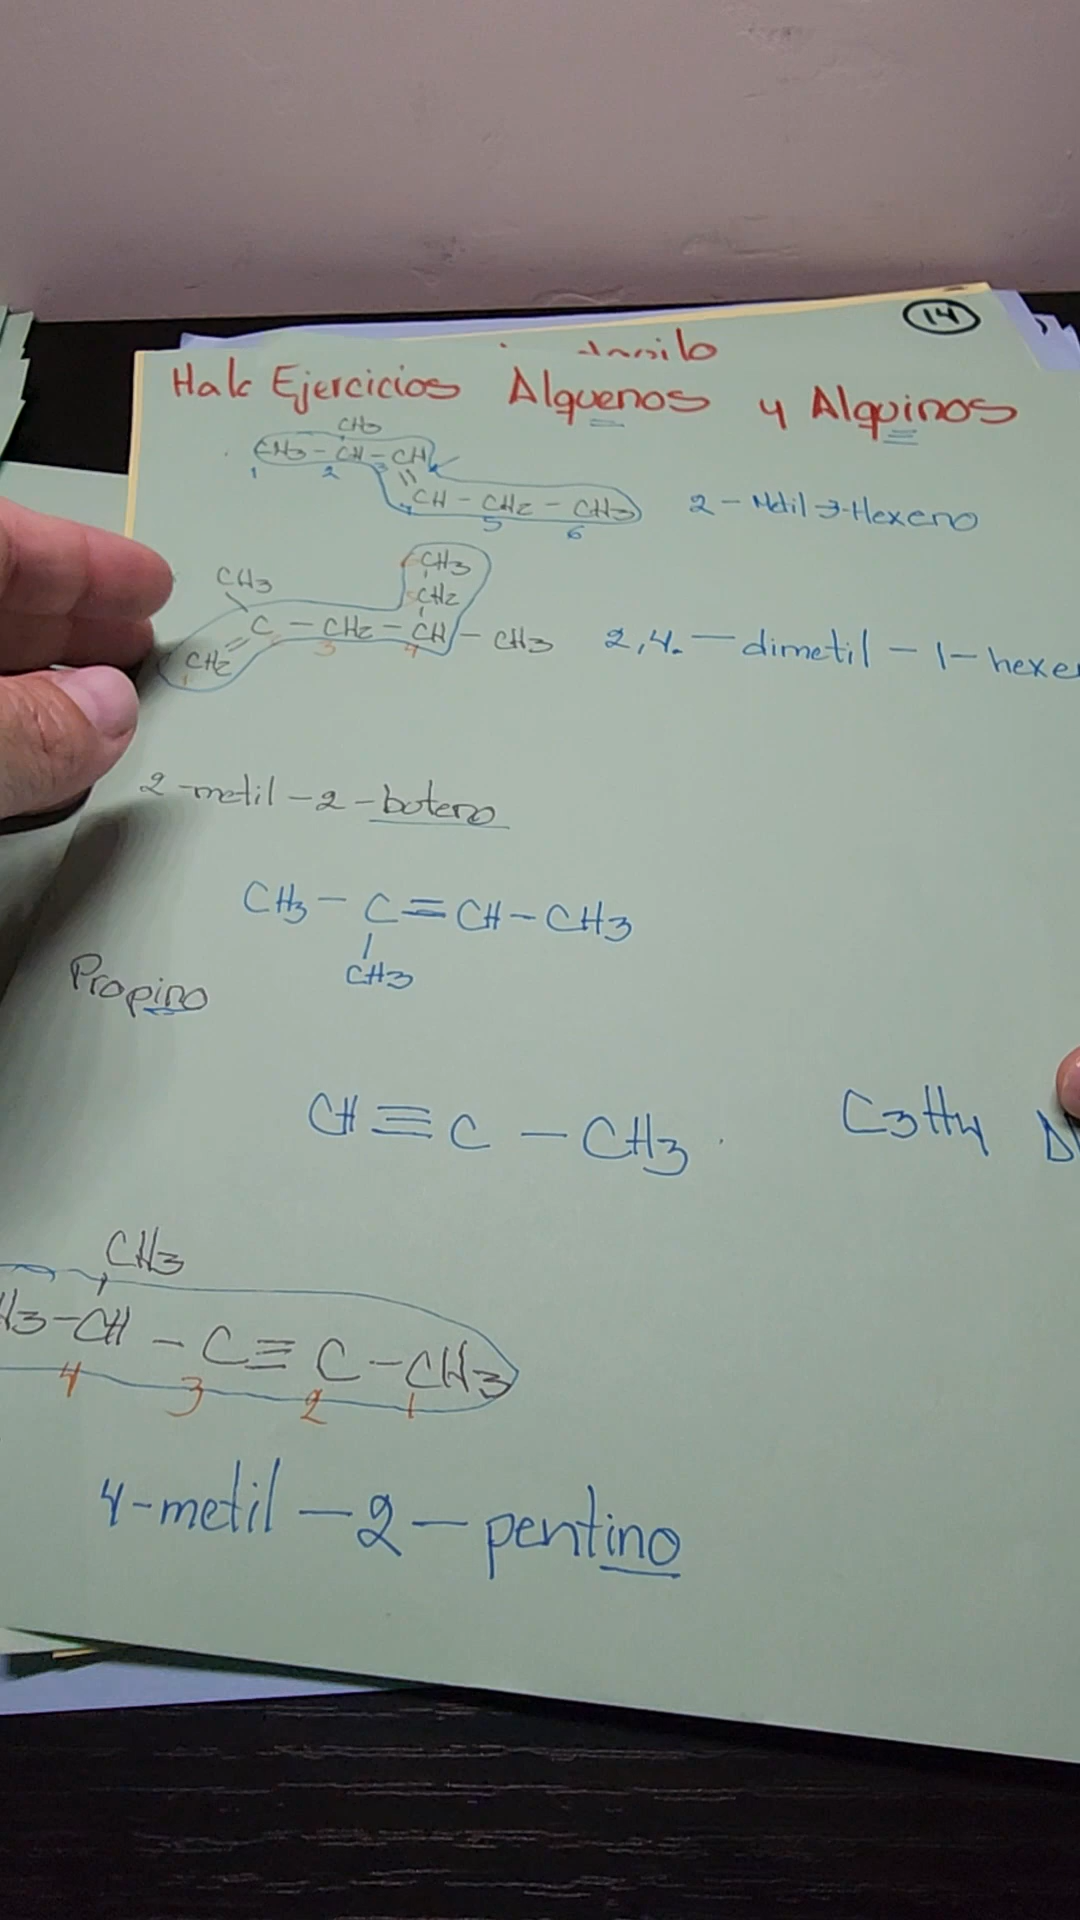 14
Hak Ejercicios Alquenos y Alquinos
CH3
CH3 - CH - CH
1 2 3
4 CH - CH2 - CH3
5 6
2 - Metil-3-Hexeno
CH3
CH2
CH3
C - CH2 - CH - CH3
3 4
CH2
1
2,4. - dimetil - 1 - hexe
2-metil-2-buteno
CH3 - C = CH - CH3
CH3
Propino
CH ≡ C - CH3
C3H4
CH3
H3-CH - C ≡ C - CH3
4 3 2 1
4-metil-2-pentino